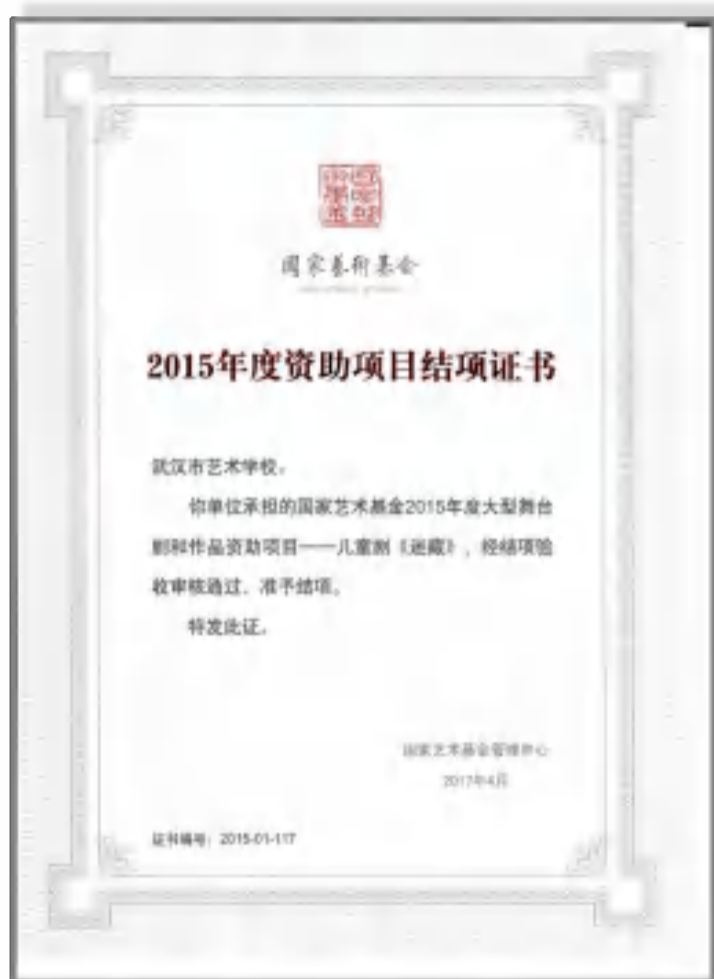 國家藝術基金
2015年度资助项目结项证书
武汉市艺术学校：
你单位承担的国家艺术基金2015年度大型舞台
剧和作品资助项目——儿童剧《迷藏》，经结项验
收审核通过，准予结项。
特发此证。
国家艺术基金管理中心
2017年4月
证书编号：2015-01-117